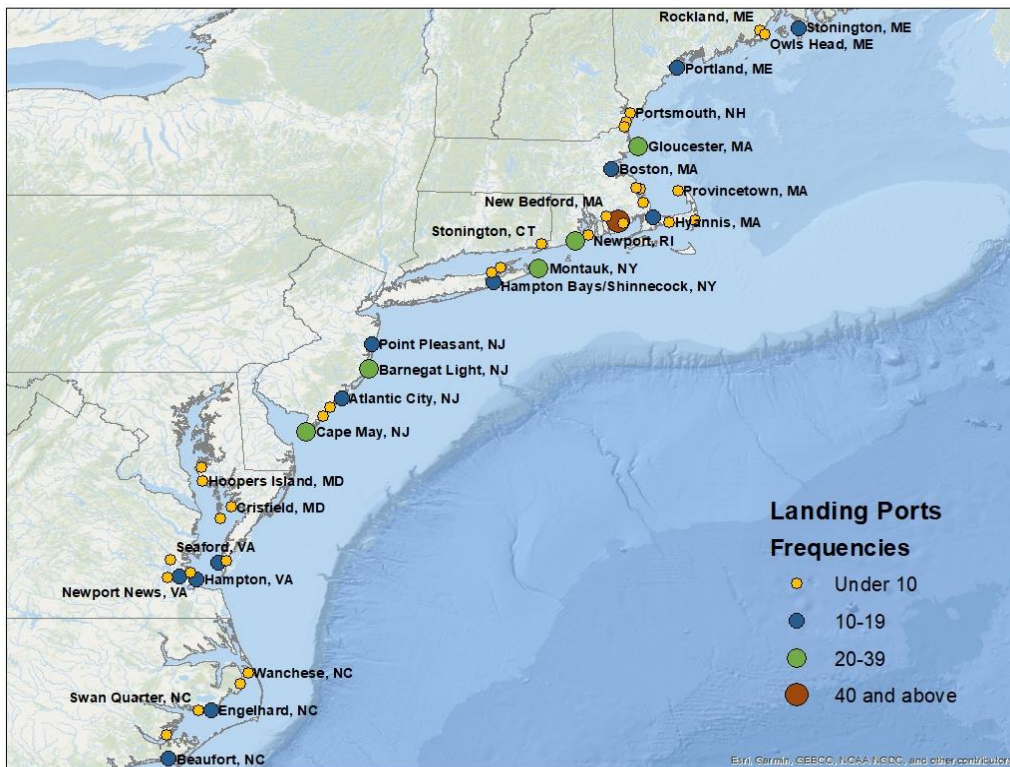 Rockland, ME
Stonington, ME
Owls Head, ME
Portland, ME
Portsmouth, NH
Gloucester, MA
Boston, MA
Provincetown, MA
New Bedford, MA
Hyannis, MA
Stonington, CT
Newport, RI
Montauk, NY
Hampton Bays/Shinnecock, NY
Point Pleasant, NJ
Barnegat Light, NJ
Atlantic City, NJ
Cape May, NJ
Hoopers Island, MD
Crisfield, MD
Seaford, VA
Hampton, VA
Newport News, VA
Wanchese, NC
Swan Quarter, NC
Engelhard, NC
Beaufort, NC
Landing Ports
Frequencies
Under 10
10-19
20-39
40 and above
Esri, Garmin, GEBCO, NOAA NGDC, and other contributors